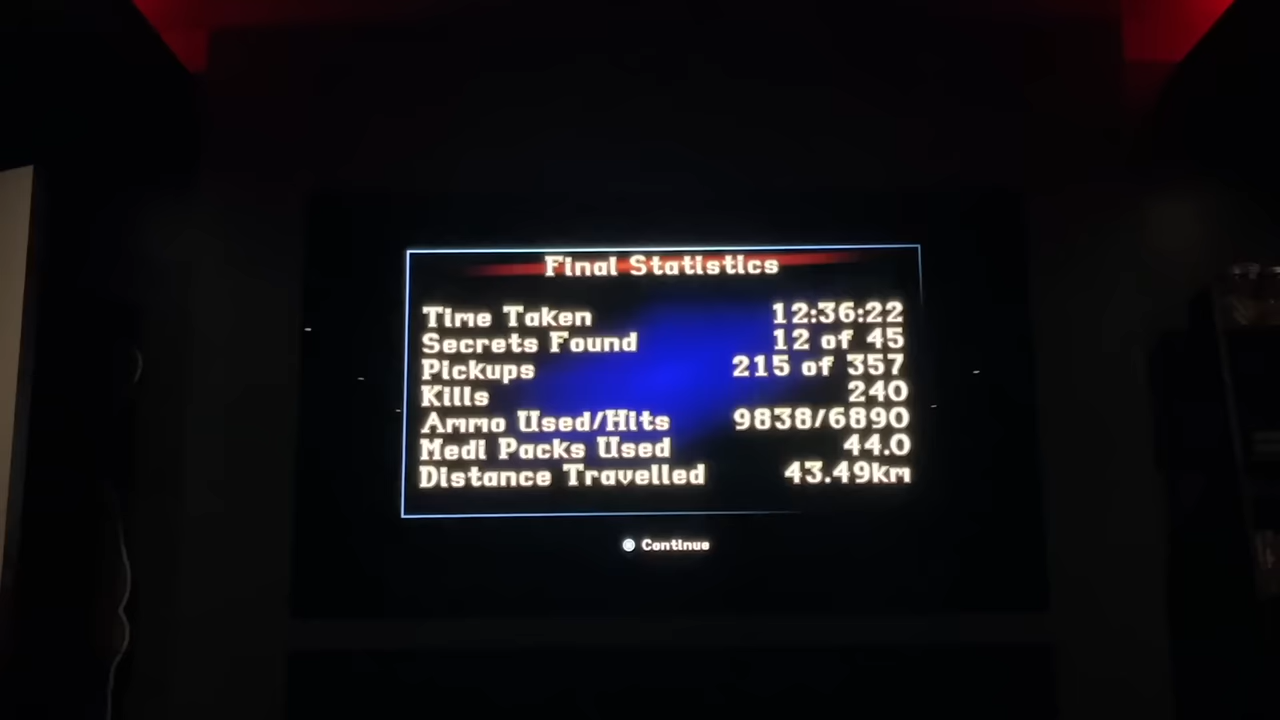 Final Statistics
Time Taken 12:36:22
Secrets Found 12 of 45
Pickups 215 of 357
Kills 240
Ammo Used/Hits 9838/6890
Medi Packs Used 44.0
Distance Travelled 43.49km
Continue